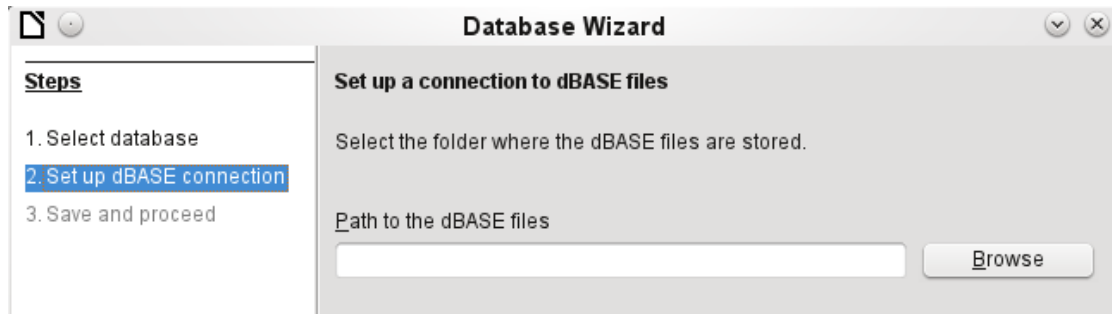 Database Wizard
Steps
1. Select database
2. Set up dBASE connection
3. Save and proceed
Set up a connection to dBASE files
Select the folder where the dBASE files are stored.
Path to the dBASE files
Browse